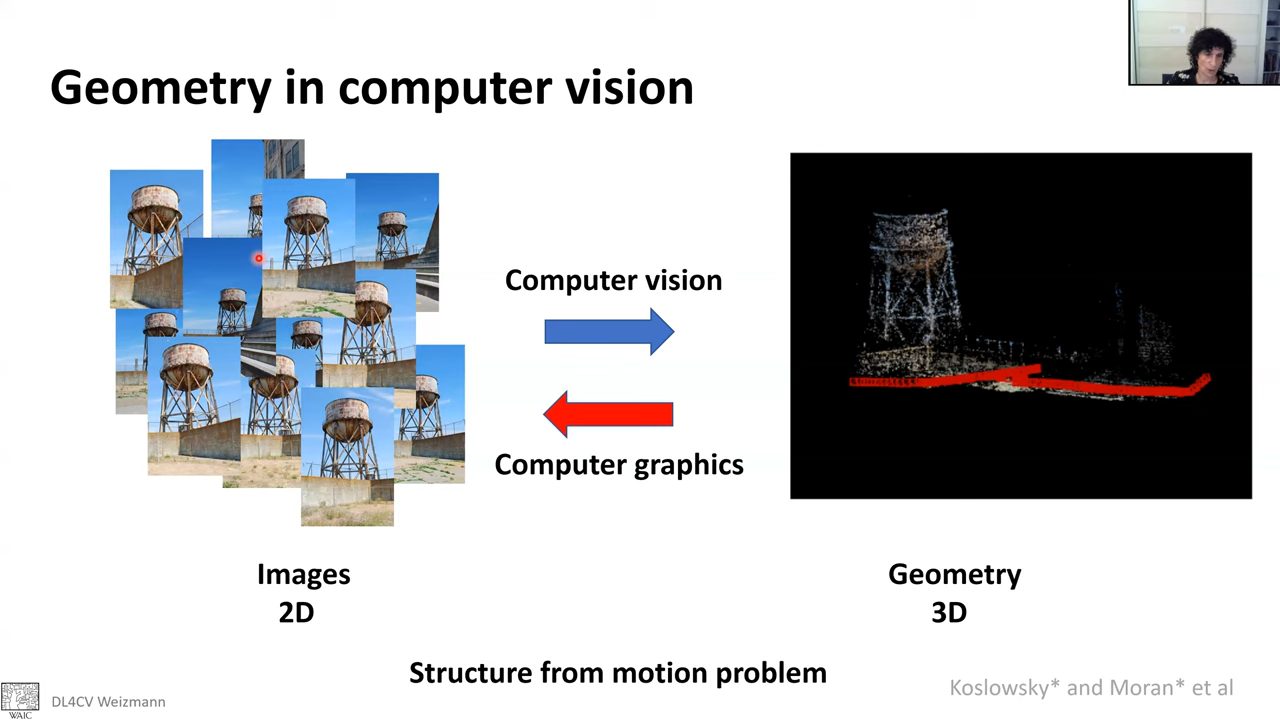 Geometry in computer vision
Computer vision
Computer graphics
Images
2D
Geometry
3D
Structure from motion problem
Koslowsky* and Moran* et al
WAIC
DL4CV Weizmann